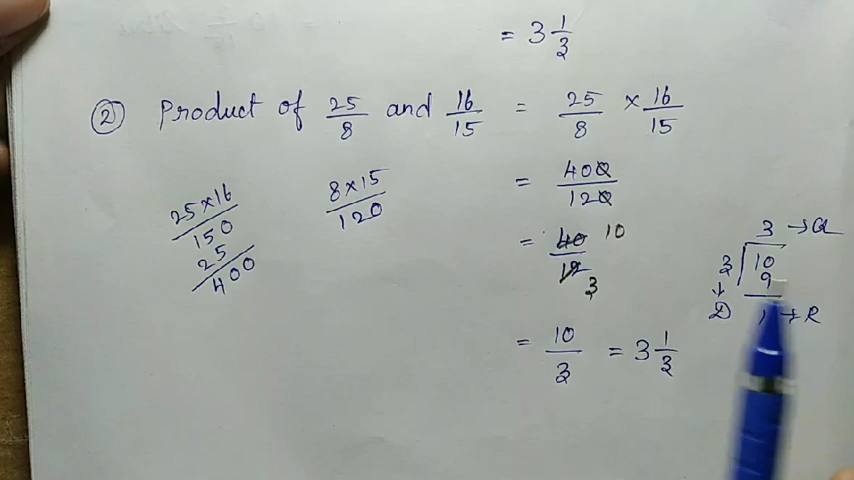 = 3 1/3
② Product of 25/8 and 16/15 = 25/8 × 16/15
25×16
150
25
400
8×15
120
= 400/120
= 40/12 10 3
= 10/3 = 3 1/3
3 → Q
3 10
9
D 1 → R